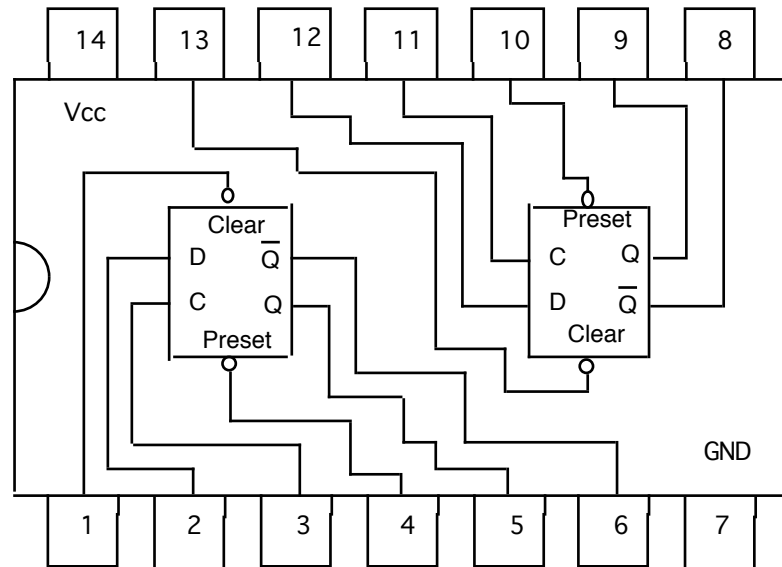 14 13 12 11 10 9 8
Vcc
Clear
D Q̅
C Q
Preset
Preset
C Q
D Q̅
Clear
GND
1 2 3 4 5 6 7